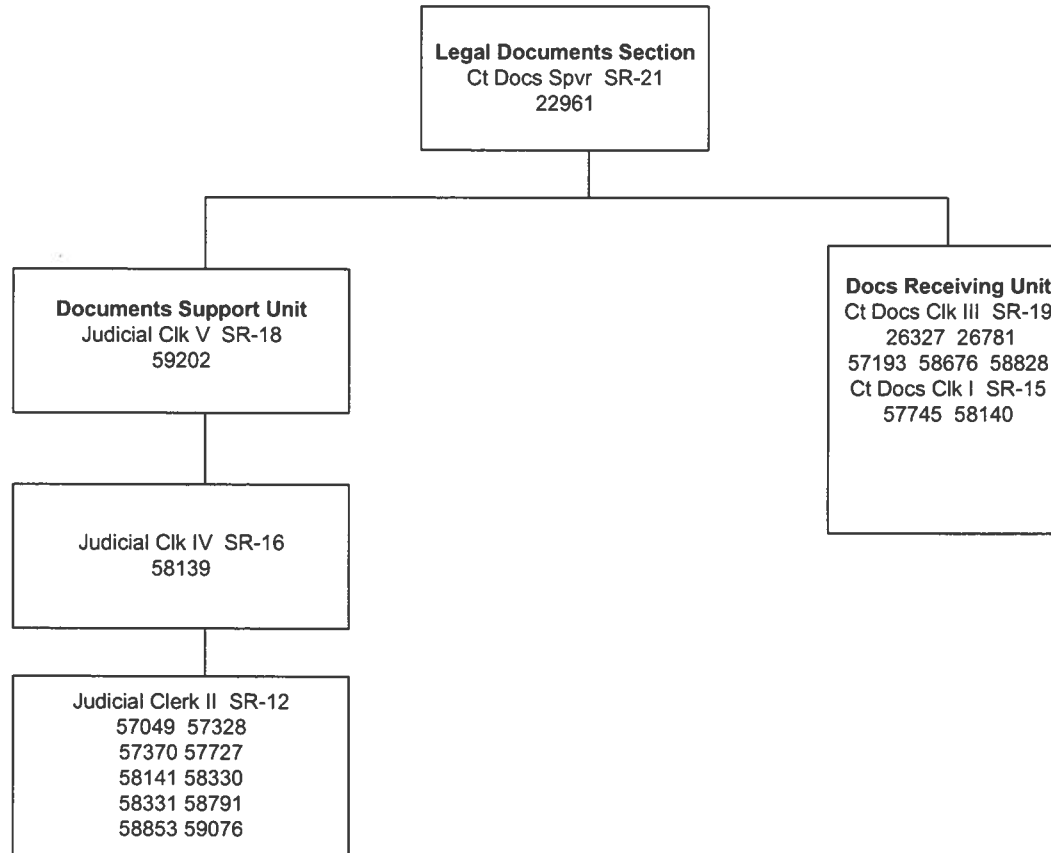 Legal Documents Section
Ct Docs Spvr SR-21
22961
Documents Support Unit
Judicial Clk V SR-18
59202
Judicial Clk IV SR-16
58139
Judicial Clerk II SR-12
57049 57328
57370 57727
58141 58330
58331 58791
58853 59076
Docs Receiving Unit
Ct Docs Clk III SR-19
26327 26781
57193 58676 58828
Ct Docs Clk I SR-15
57745 58140